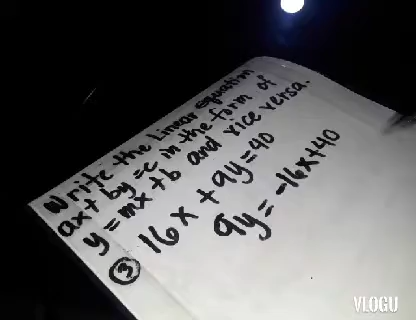 Write the Linear equation
ax + by = c in the form of
y = mx + b and vice versa.
③ 16x + 9y = 40
9y = -16x + 40
VLOGU